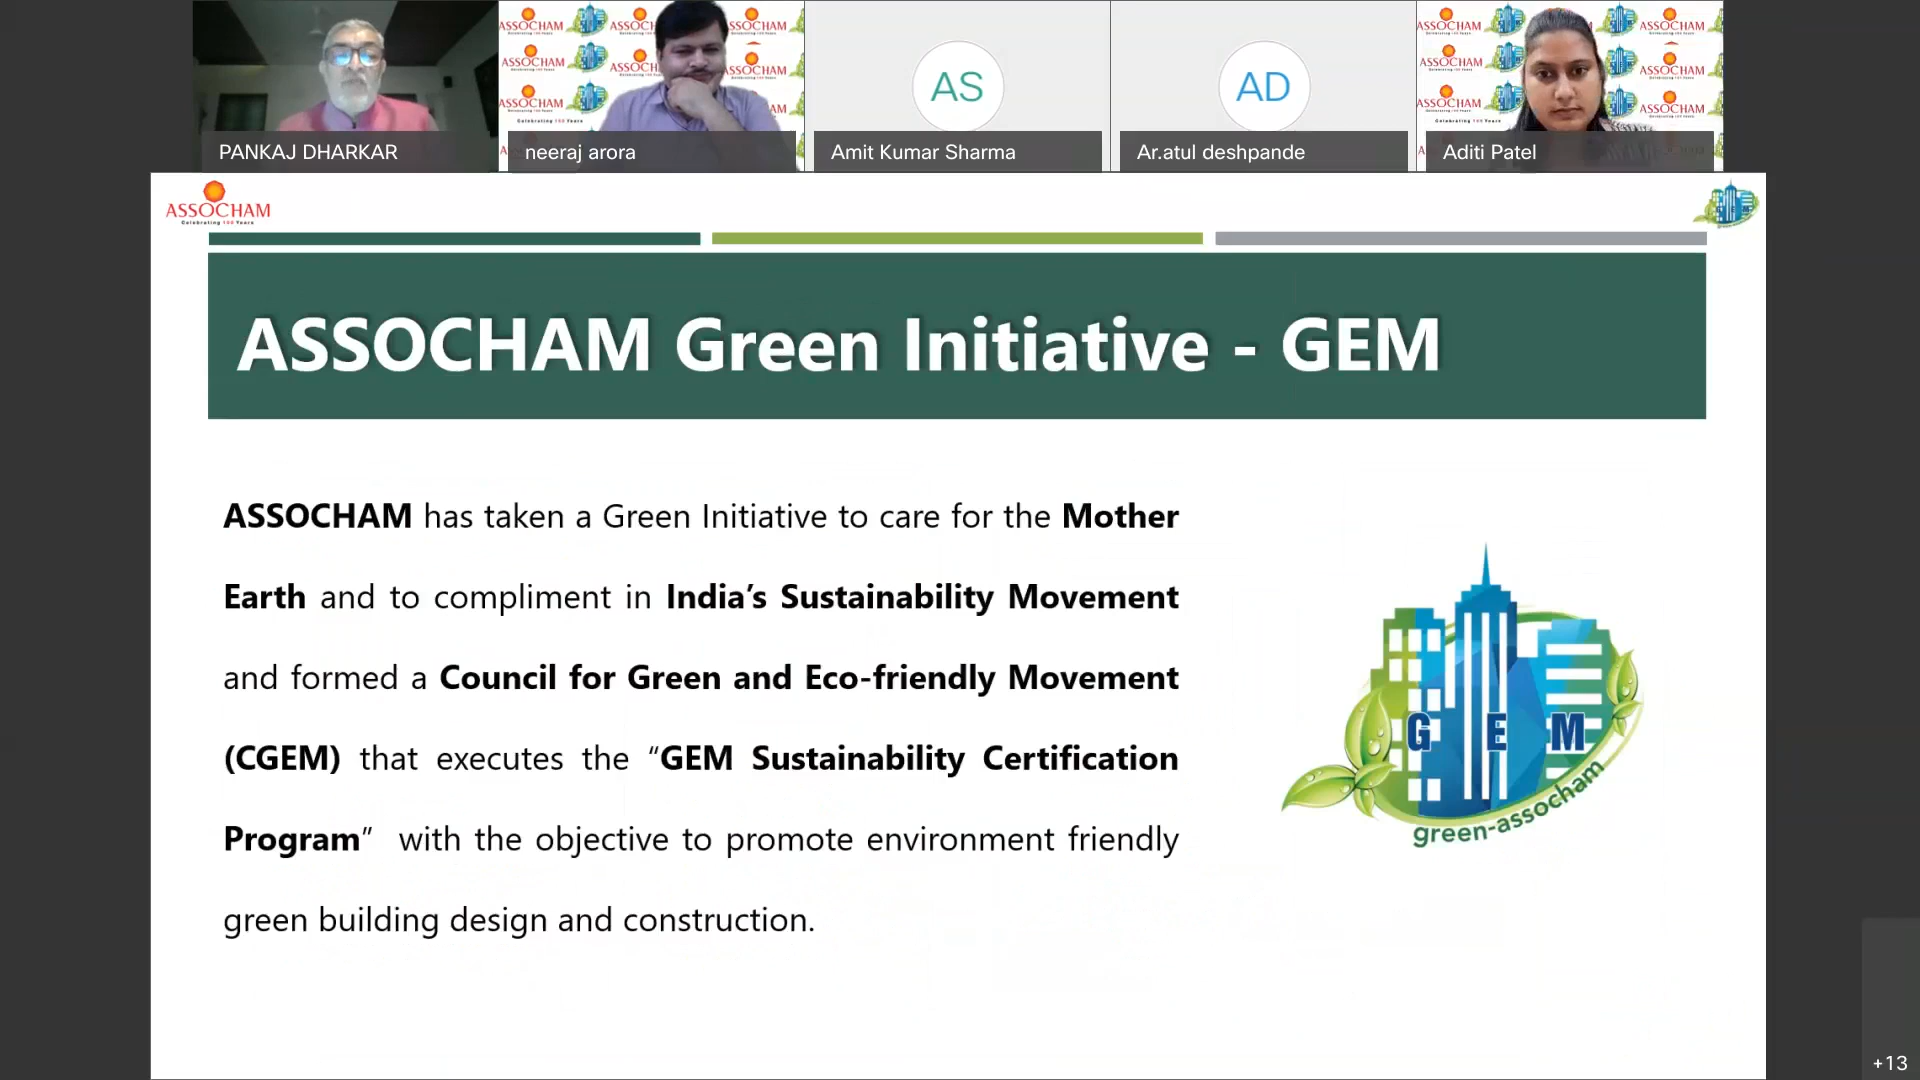 PANKAJ DHARKAR
neeraj arora
AS
Amit Kumar Sharma
AD
Ar.atul deshpande
Aditi Patel
ASSOCHAM
Celebrating 100 Years
GEM
ASSOCHAM Green Initiative - GEM
ASSOCHAM has taken a Green Initiative to care for the Mother
Earth and to compliment in India’s Sustainability Movement
and formed a Council for Green and Eco-friendly Movement
(CGEM) that executes the “GEM Sustainability Certification
Program” with the objective to promote environment friendly
green building design and construction.
G E M
green-assocham
+13